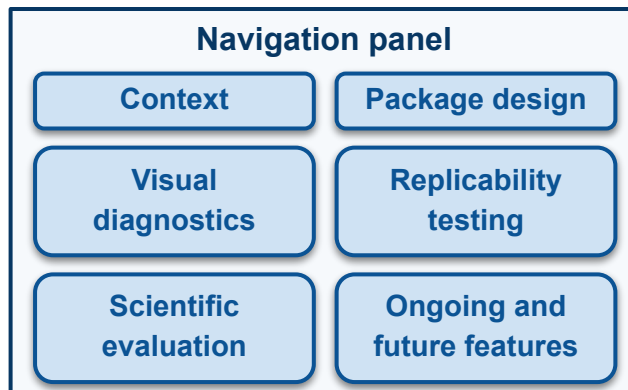 Navigation panel
Context
Package design
Visual
diagnostics
Replicability
testing
Scientific
evaluation
Ongoing and
future features